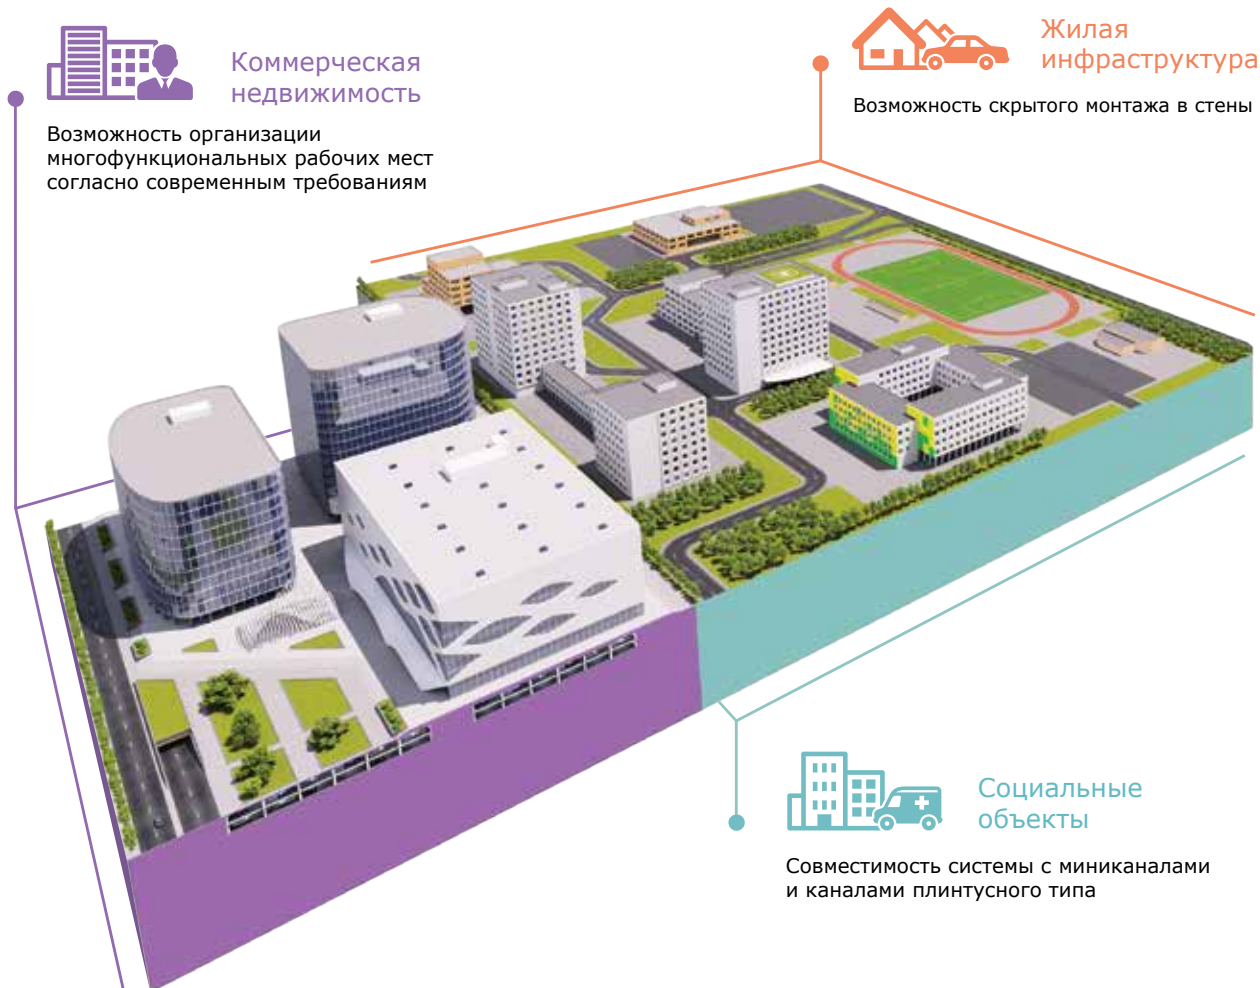 Коммерческая
недвижимость
Возможность организации
многофункциональных рабочих мест
согласно современным требованиям
Жилая
инфраструктура
Возможность скрытого монтажа в стены
Социальные
объекты
Совместимость системы с миниканалами
и каналами плинтусного типа